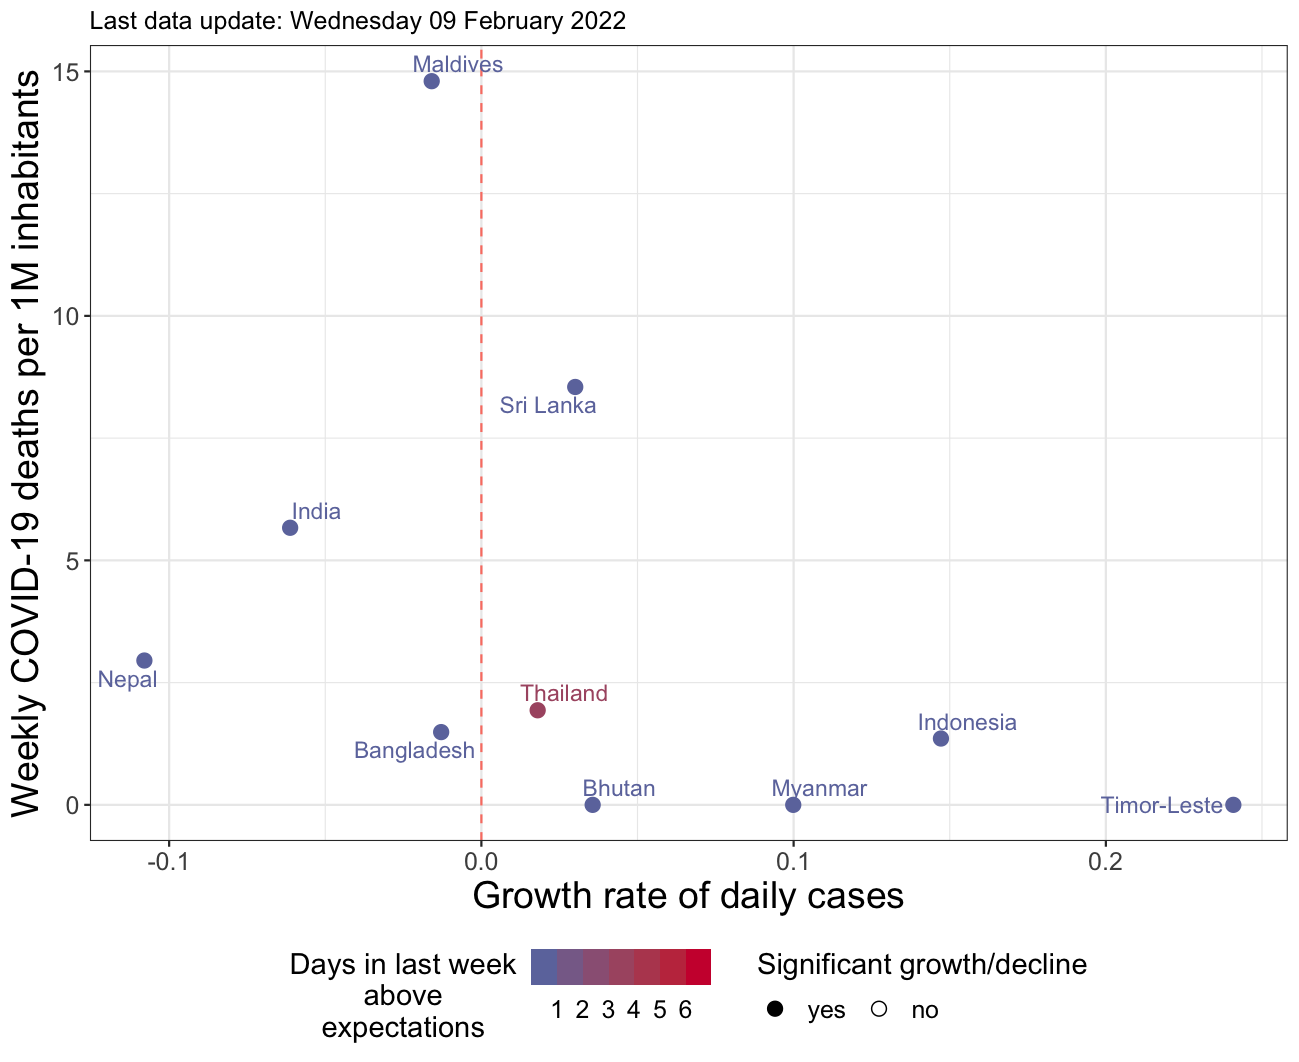 Last data update: Wednesday 09 February 2022
Weekly COVID-19 deaths per 1M inhabitants
15
10
5
0
Maldives
Sri Lanka
India
Nepal
Thailand
Bangladesh
Indonesia
Bhutan
Myanmar
Timor-Leste
-0.1
0.0
0.1
0.2
Growth rate of daily cases
Days in last week
above
expectations
1 2 3 4 5 6
Significant growth/decline
yes
no